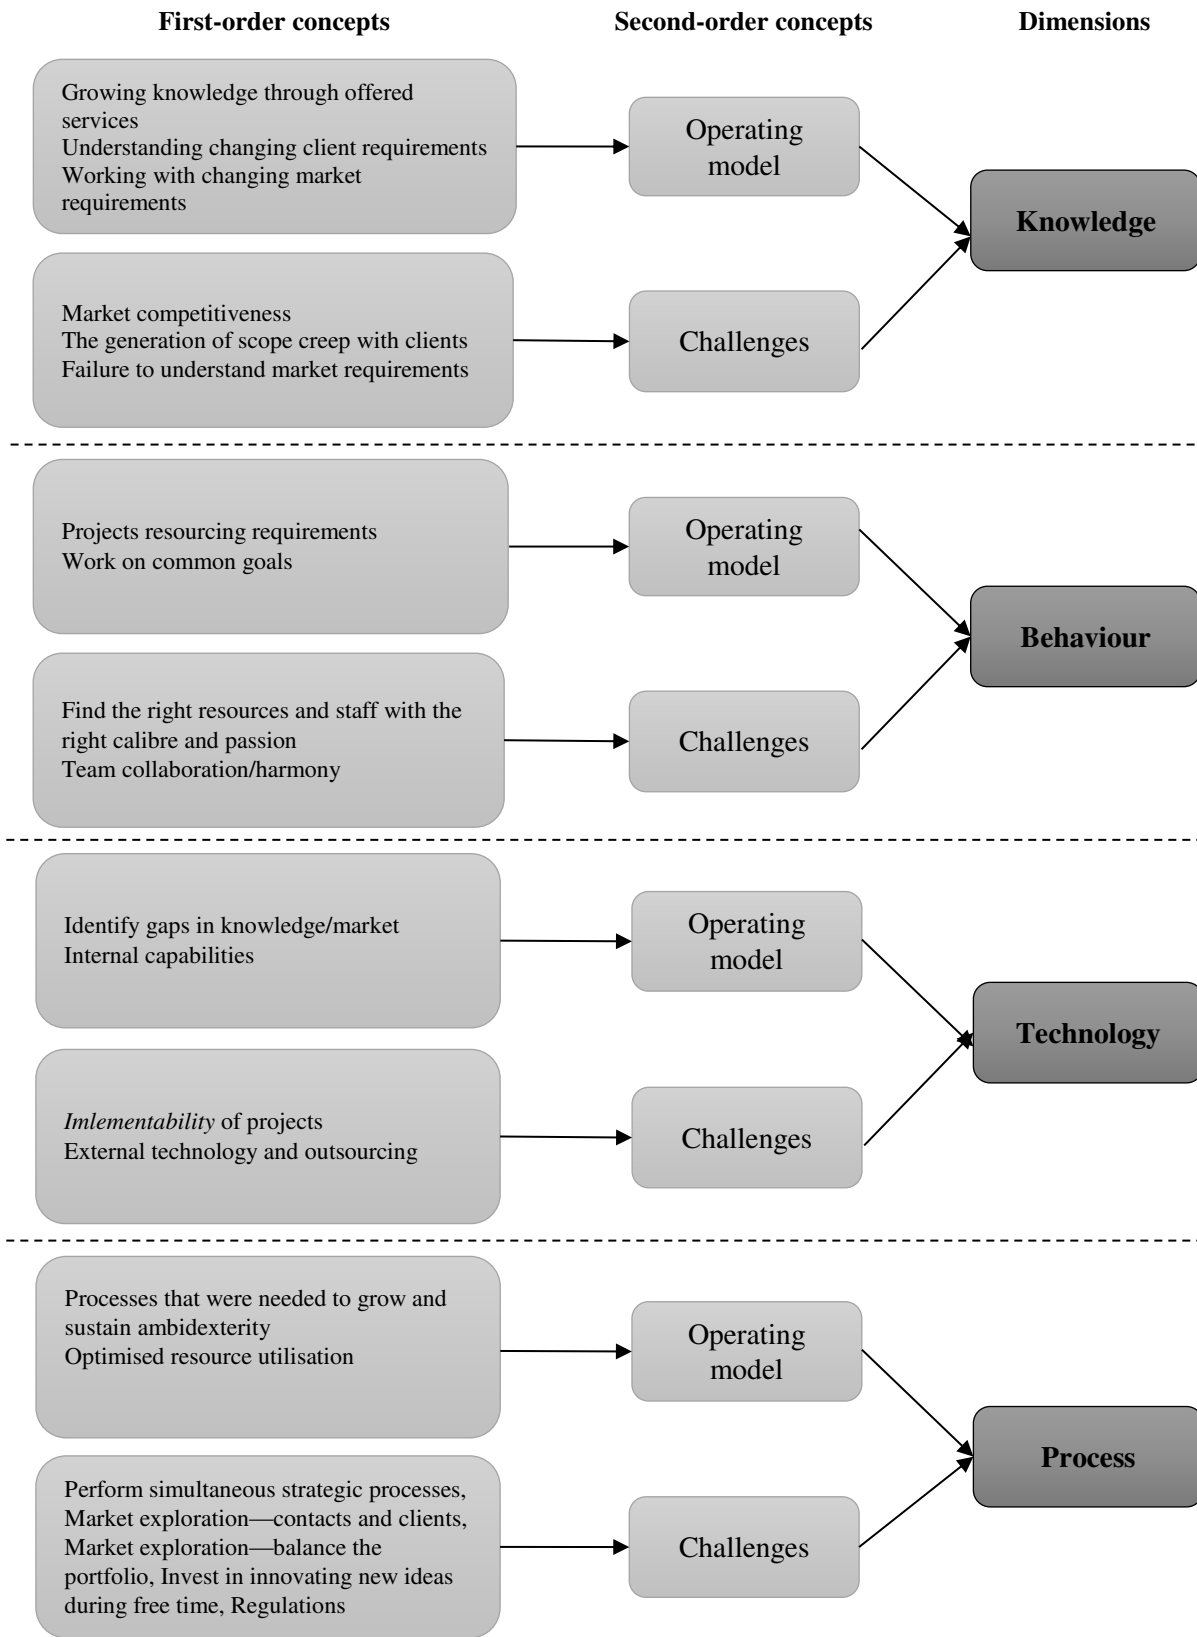 First-order concepts
Second-order concepts
Dimensions
Growing knowledge through offered
services
Understanding changing client requirements
Working with changing market
requirements
Operating
model
Knowledge
Market competitiveness
The generation of scope creep with clients
Failure to understand market requirements
Challenges
Projects resourcing requirements
Work on common goals
Operating
model
Behaviour
Find the right resources and staff with the
right calibre and passion
Team collaboration/harmony
Challenges
Identify gaps in knowledge/market
Internal capabilities
Operating
model
Technology
Imlementability of projects
External technology and outsourcing
Challenges
Processes that were needed to grow and
sustain ambidexterity
Optimised resource utilisation
Operating
model
Process
Perform simultaneous strategic processes,
Market exploration—contacts and clients,
Market exploration—balance the
portfolio, Invest in innovating new ideas
during free time, Regulations
Challenges